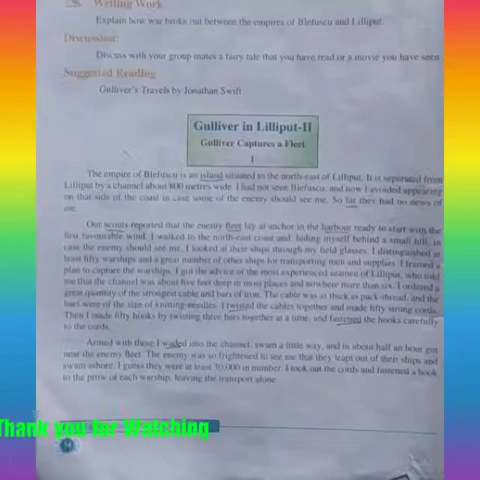 Writing Work
Explain how war broke out between the empires of Blefuscu and Lilliput.
Discussion:
Discuss with your group mates a fairy tale that you have read or a movie you have seen.
Suggested Reading
Gulliver's Travels by Jonathan Swift
Gulliver in Lilliput-II
Gulliver Captures a Fleet
I
The empire of Blefuscu is an island situated to the north-east of Lilliput. It is separated from
Lilliput by a channel about 800 metres wide. I had not seen Blefuscu; and now I avoided appearing
on that side of the coast in case some of the enemy should see me. So far they had no news of
me.
Our scouts reported that the enemy fleet lay at anchor in the harbour ready to start with the
first favourable wind. I walked to the north-east coast and, hiding myself behind a small hill, in
case the enemy should see me. I looked at their ships through my field glasses. I distinguished at
least fifty warships and a great number of other ships for transporting men and supplies. I framed a
plan to capture the warships. I got the advice of the most experienced seamen of Lilliput, who told
me that the channel was about five feet deep in most places and nowhere more than six. I ordered a
great quantity of the strongest cable and bars of iron. The cable was as thick as pack-thread, and the
bars were of the size of knitting-needles. I twisted the cables together and made fifty strong cords.
Then I made fifty hooks by twisting three bars together at a time, and fastened the hooks carefully
to the cords.
Armed with these I waded into the channel, swam a little way, and in about half an hour got
near the enemy fleet. The enemy was so frightened to see me that they leapt out of their ships and
swam ashore. I guess they were at least 30,000 in number. I took out the cords and fastened a hook
to the prow of each warship, leaving the transport alone.
Thank you for Watching